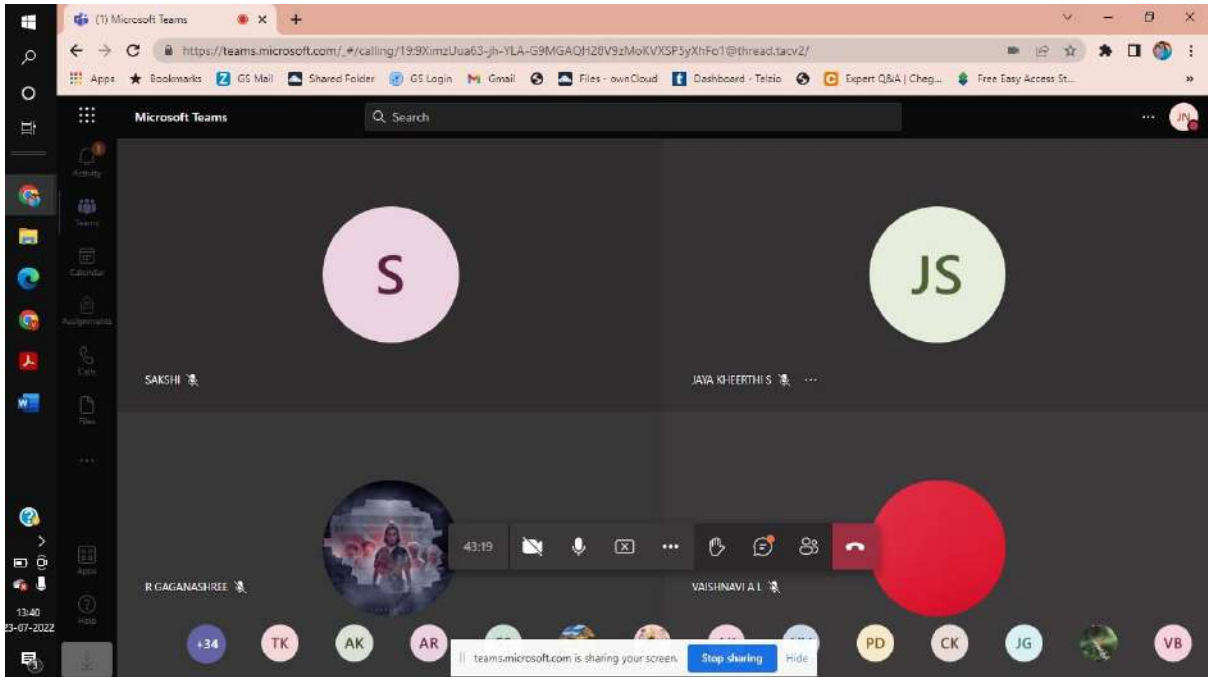 (1) Microsoft Teams
https://teams.microsoft.com/_#/calling/19:9XimzUua63-jh-YLA-G9MGAQH28V9zMoKVXSP5yXhFo1@thread.tacv2/
Apps Bookmarks GS Mail Shared Folder GS Login Gmail Files - ownCloud Dashboard - Telzio Expert Q&A | Cheg... Free Easy Access St... »
Microsoft Teams Search JN
Activity
Teams
Calendar
Assignments
Calls
Files
Apps
Help
S JS
SAKSHI JAYA KHEERTHI S
43:19
R GAGANASHREE VAISHNAVI A L
+34 TK AK AR PD CK JG VB
teams.microsoft.com is sharing your screen. Stop sharing Hide
13:40
23-07-2022